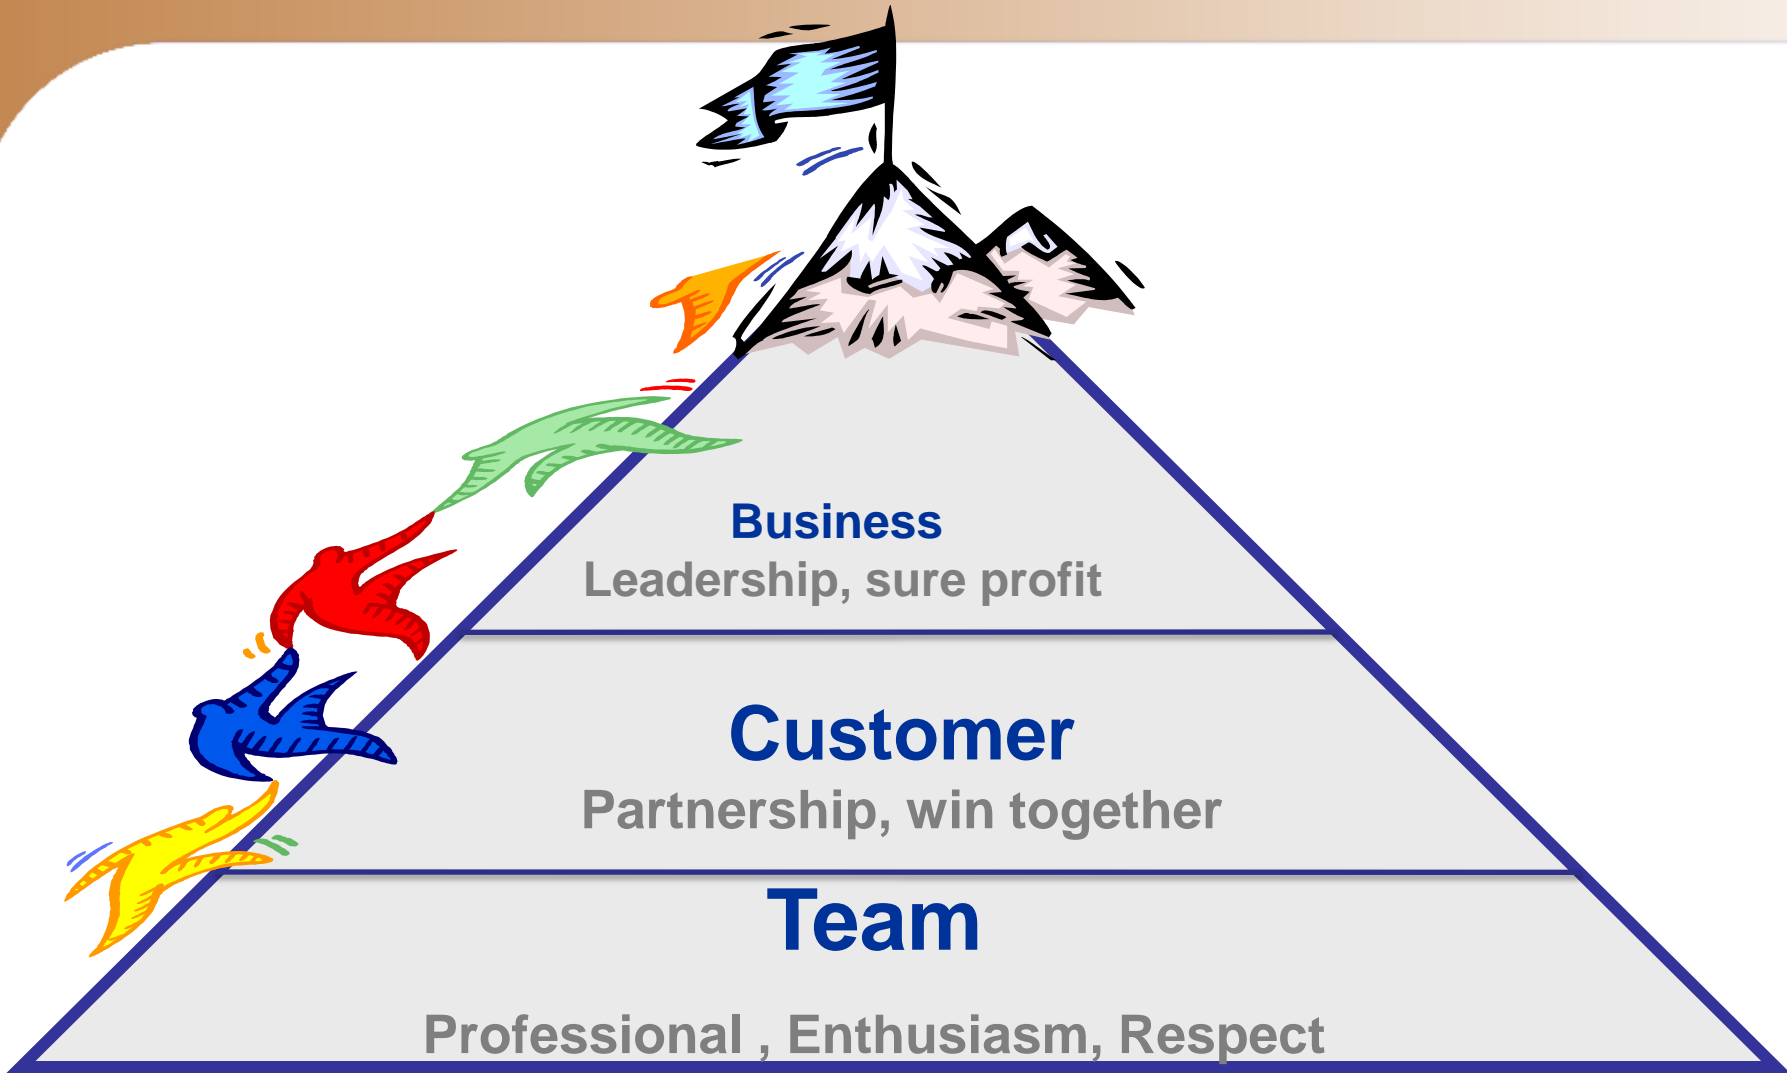 Business
Leadership, sure profit
Customer
Partnership, win together
Team
Professional , Enthusiasm, Respect